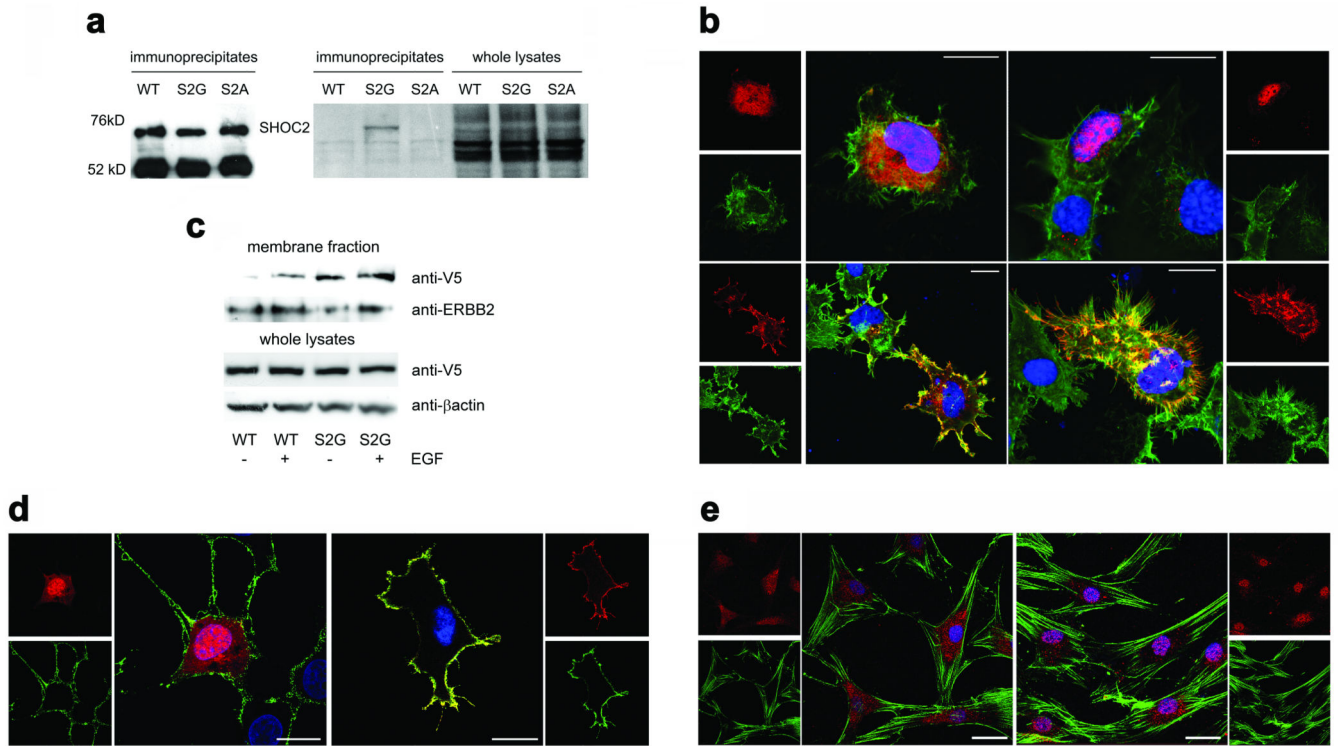 a
immunoprecipitates
WT S2G S2A
76kD
SHOC2
52 kD
immunoprecipitates whole lysates
WT S2G S2A WT S2G S2A
b
c
membrane fraction
anti-V5
anti-ERBB2
whole lysates
anti-V5
anti-βactin
WT WT S2G S2G
- + - + EGF
d
e